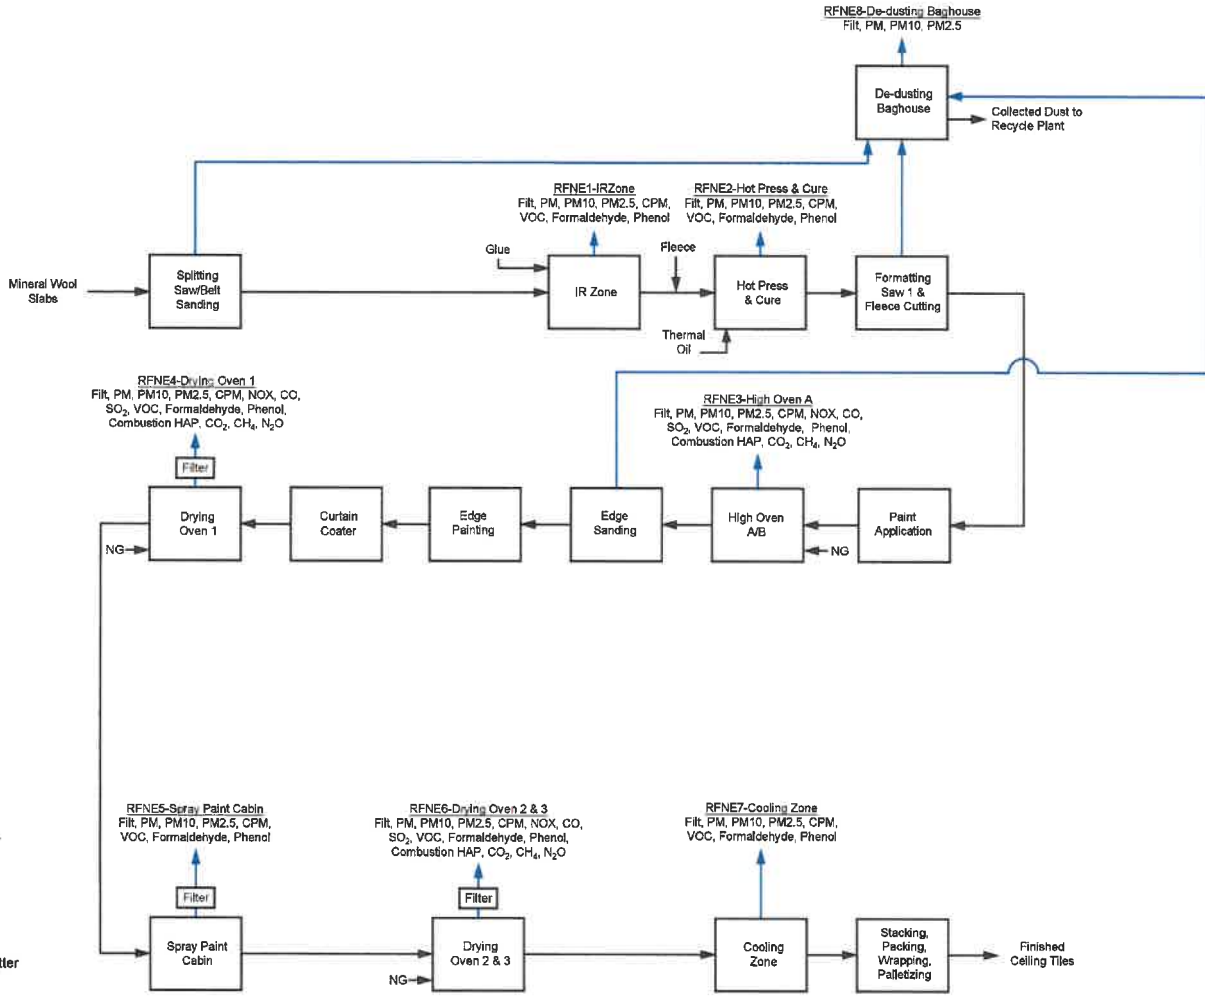 RFNE8-De-dusting Baghouse
Filt, PM, PM10, PM2.5
De-dusting
Baghouse
Collected Dust to
Recycle Plant
RFNE1-IRZone
Filt, PM, PM10, PM2.5, CPM,
VOC, Formaldehyde, Phenol
RFNE2-Hot Press & Cure
Filt, PM, PM10, PM2.5, CPM,
VOC, Formaldehyde, Phenol
Mineral Wool
Slabs
Splitting
Saw/Belt
Sanding
Glue
IR Zone
Fleece
Hot Press
& Cure
Thermal
Oil
Formatting
Saw 1 &
Fleece Cutting
RFNE4-Drying Oven 1
Filt, PM, PM10, PM2.5, CPM, NOX, CO,
SO₂, VOC, Formaldehyde, Phenol,
Combustion HAP, CO₂, CH₄, N₂O
Filter
RFNE3-High Oven A
Filt, PM, PM10, PM2.5, CPM, NOX, CO,
SO₂, VOC, Formaldehyde, Phenol,
Combustion HAP, CO₂, CH₄, N₂O
Drying
Oven 1
NG
Curtain
Coater
Edge
Painting
Edge
Sanding
High Oven
A/B
NG
Paint
Application
RFNE5-Spray Paint Cabin
Filt, PM, PM10, PM2.5, CPM,
VOC, Formaldehyde, Phenol
Filter
RFNE6-Drying Oven 2 & 3
Filt, PM, PM10, PM2.5, CPM, NOX, CO,
SO₂, VOC, Formaldehyde, Phenol,
Combustion HAP, CO₂, CH₄, N₂O
Filter
RFNE7-Cooling Zone
Filt, PM, PM10, PM2.5, CPM,
VOC, Formaldehyde, Phenol
Spray Paint
Cabin
Drying
Oven 2 & 3
NG
Cooling
Zone
Stacking,
Packing,
Wrapping,
Palletizing
Finished
Ceiling Tiles